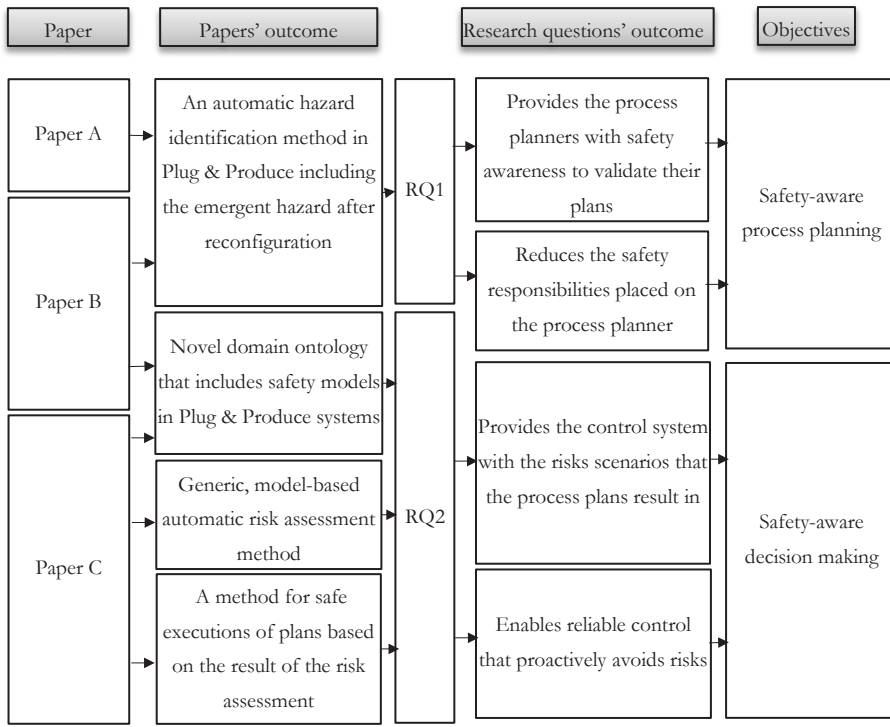 Paper
Papers' outcome
Research questions' outcome
Objectives
Paper A
Paper B
Paper C
An automatic hazard
identification method in
Plug & Produce including
the emergent hazard after
reconfiguration
Novel domain ontology
that includes safety models
in Plug & Produce systems
Generic, model-based
automatic risk assessment
method
A method for safe
executions of plans based
on the result of the risk
assessment
RQ1
RQ2
Provides the process
planners with safety
awareness to validate their
plans
Reduces the safety
responsibilities placed on
the process planner
Provides the control system
with the risks scenarios that
the process plans result in
Enables reliable control
that proactively avoids risks
Safety-aware
process planning
Safety-aware
decision making